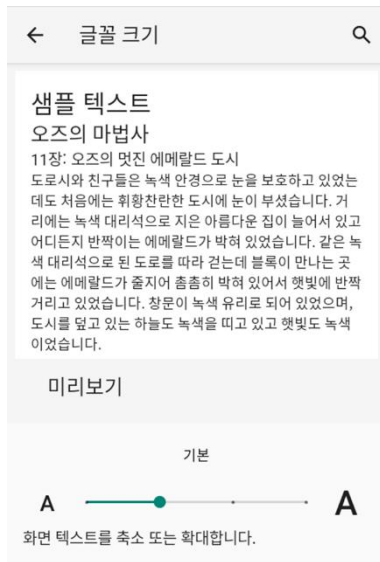 글꼴 크기
샘플 텍스트
오즈의 마법사
11장: 오즈의 멋진 에메랄드 도시
도로시와 친구들은 녹색 안경으로 눈을 보호하고 있었는
데도 처음에는 휘황찬란한 도시에 눈이 부셨습니다. 거
리에는 녹색 대리석으로 지은 아름다운 집이 늘어서 있고
어디든지 반짝이는 에메랄드가 박혀 있었습니다. 같은 녹
색 대리석으로 된 도로를 따라 걷는데 블록이 만나는 곳
에는 에메랄드가 줄지어 촘촘히 박혀 있어서 햇빛에 반짝
거리고 있었습니다. 창문이 녹색 유리로 되어 있었으며,
도시를 덮고 있는 하늘도 녹색을 띠고 있고 햇빛도 녹색
이었습니다.
미리보기
기본
A A
화면 텍스트를 축소 또는 확대합니다.